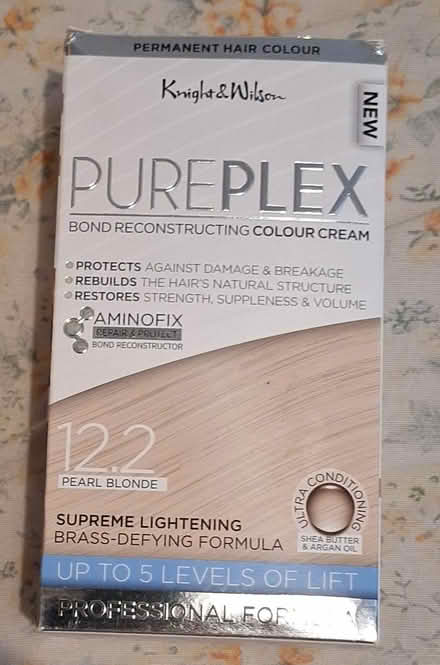 PERMANENT HAIR COLOUR
Knight&Wilson
NEW
PUREPLEX
BOND RECONSTRUCTING COLOUR CREAM
PROTECTS AGAINST DAMAGE & BREAKAGE
REBUILDS THE HAIR'S NATURAL STRUCTURE
RESTORES STRENGTH, SUPPLENESS & VOLUME
AMINOFIX
REPAIR & PROTECT
BOND RECONSTRUCTOR
12.2
PEARL BLONDE
ULTRA CONDITIONING
SHEA BUTTER
& ARGAN OIL
SUPREME LIGHTENING
BRASS-DEFYING FORMULA
UP TO 5 LEVELS OF LIFT
PROFESSIONAL